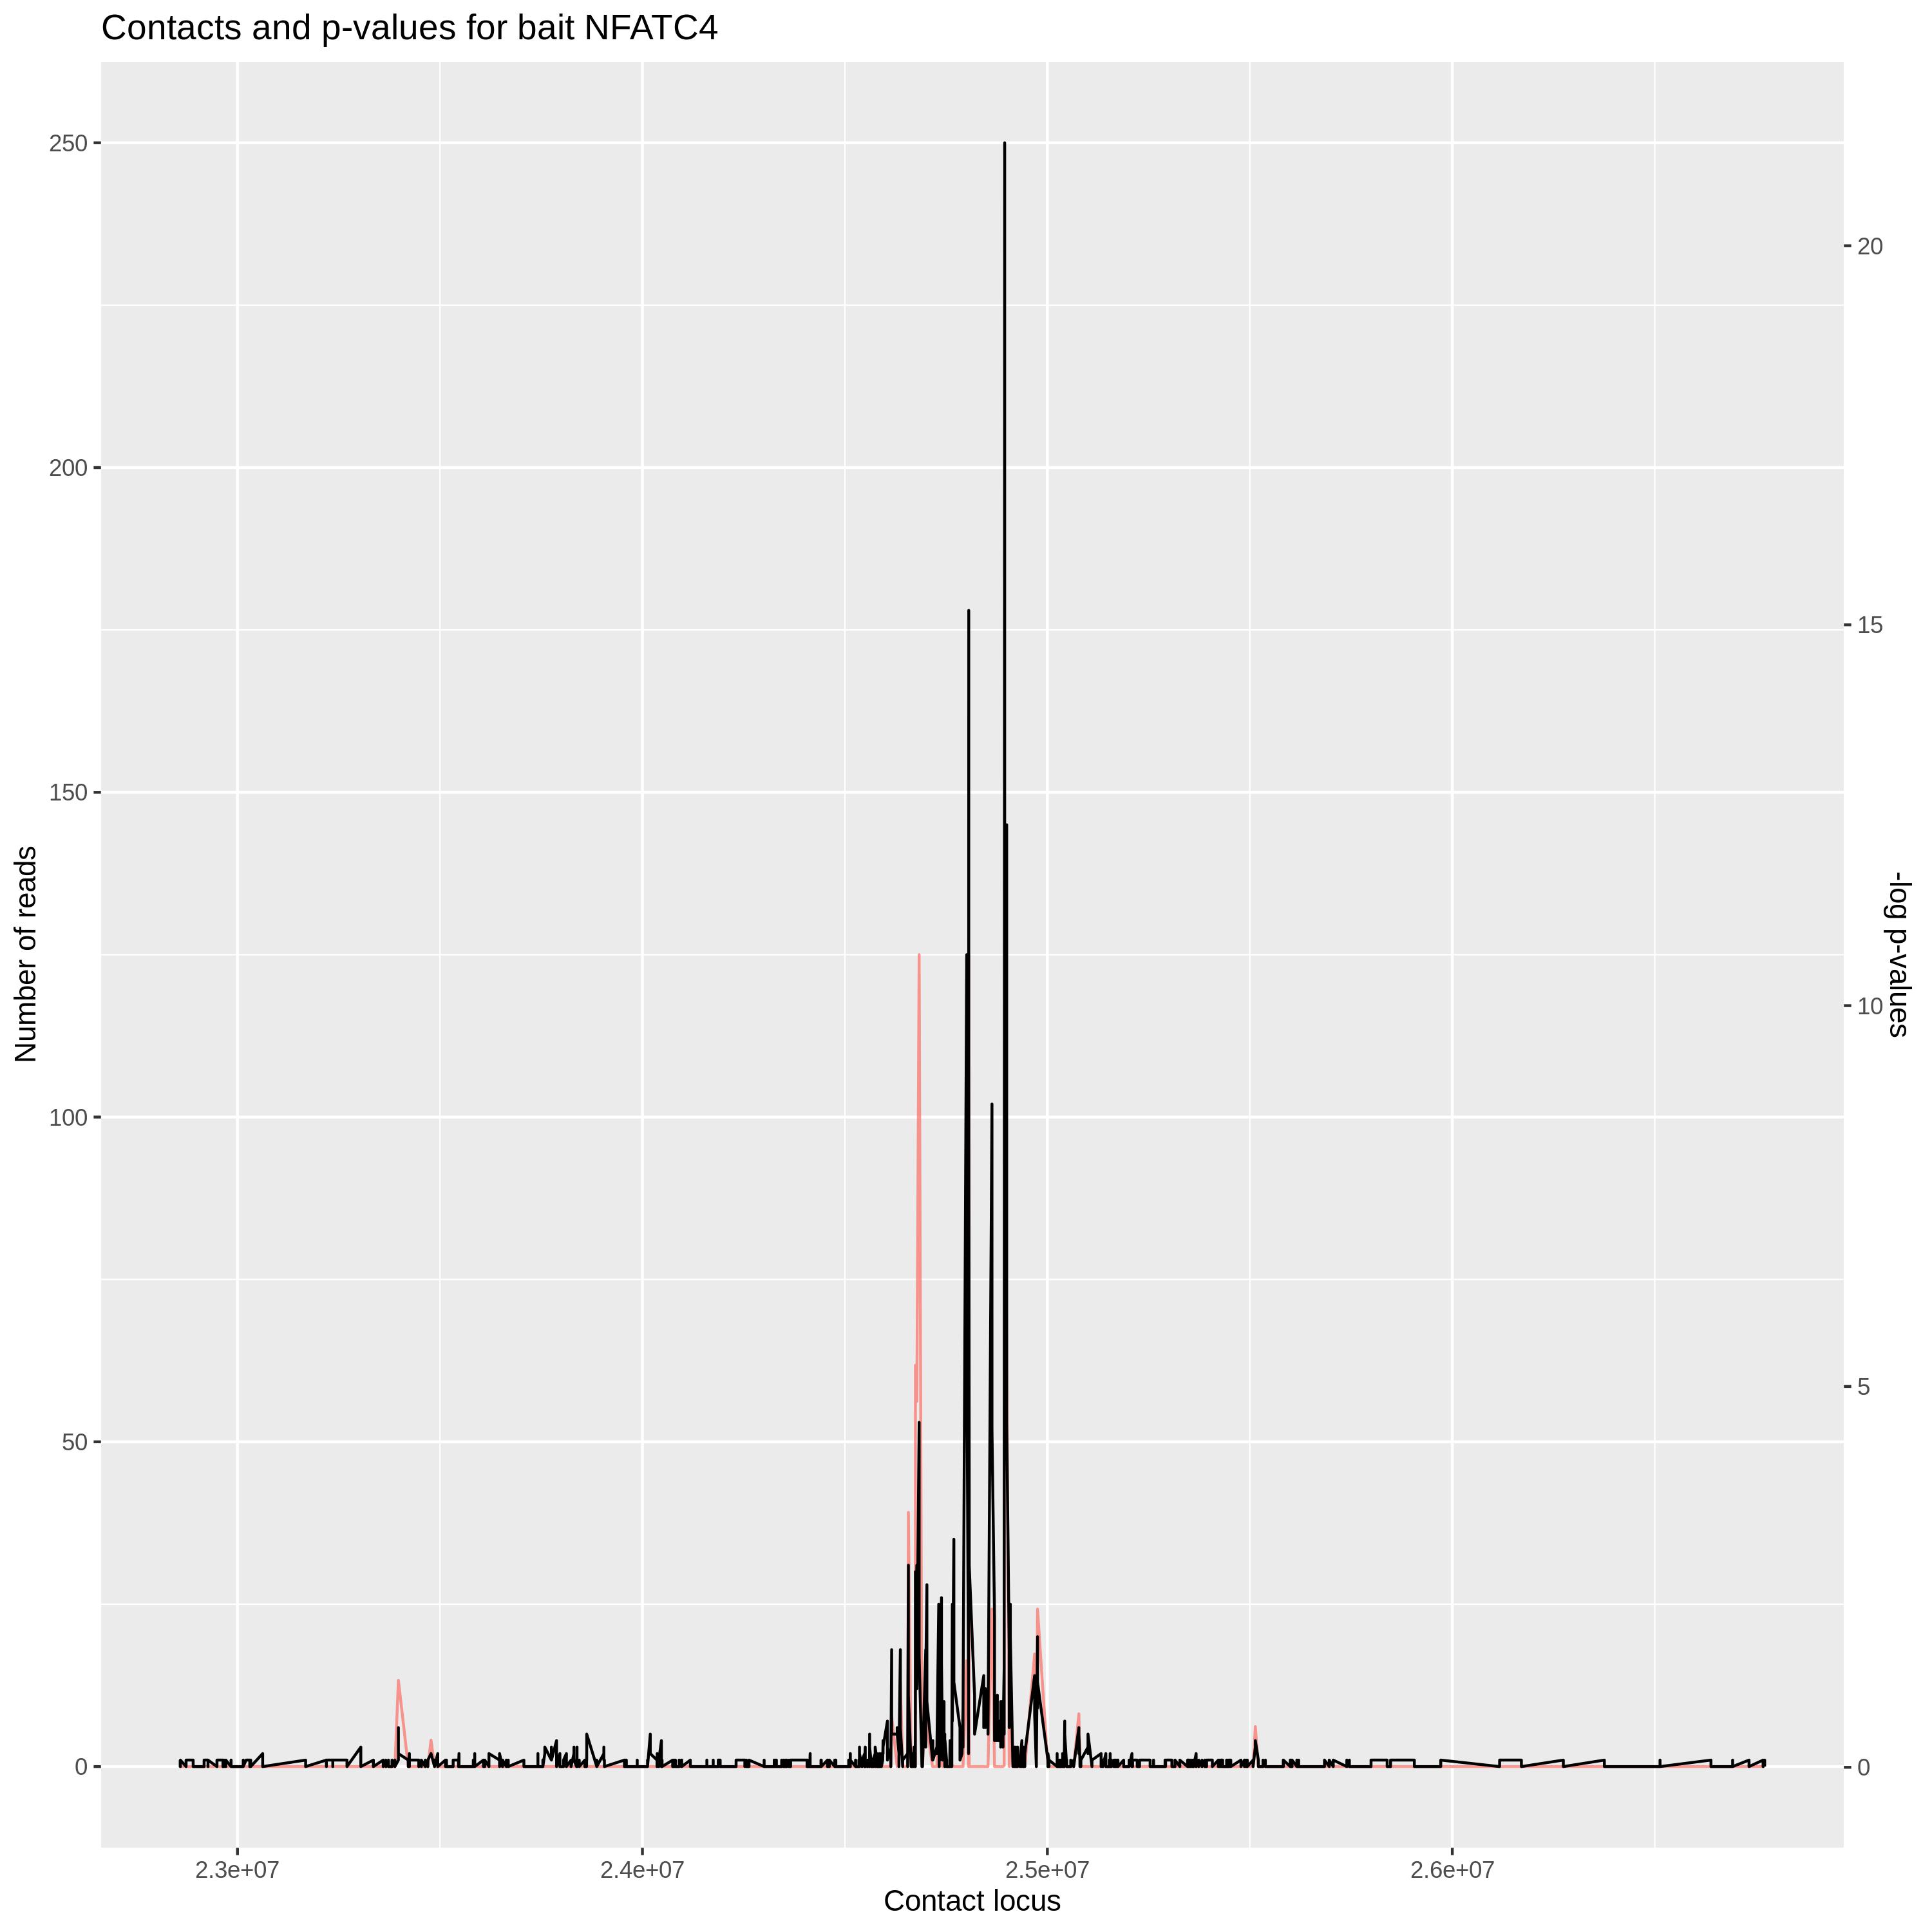 Contacts and p-values for bait NFATC4
250
200
150
100
50
0
Number of reads
20
15
10
5
0
-log p-values
2.3e+07
2.4e+07
2.5e+07
2.6e+07
Contact locus